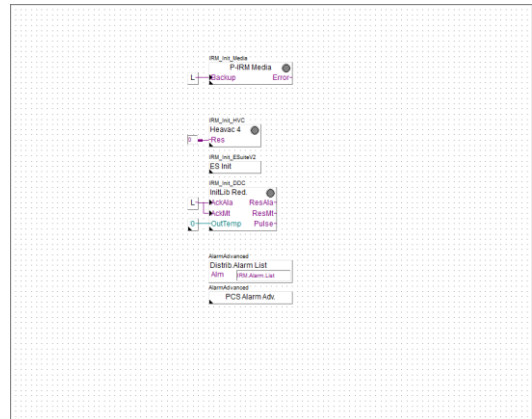 IRM_Init_Media
P-IRM Media
L Backup Error
IRM_Init_HVC
Heavac 4
0 Res
IRM_Init_ESuiteV2
ES Init
IRM_Init_DDC
InitLib Red.
L AckAla ResAla
AckMt ResMt
0 OutTemp Pulse
AlarmAdvanced
Distrib.Alarm List
Alm IRM.Alarm.List
AlarmAdvanced
PCS Alarm Adv.